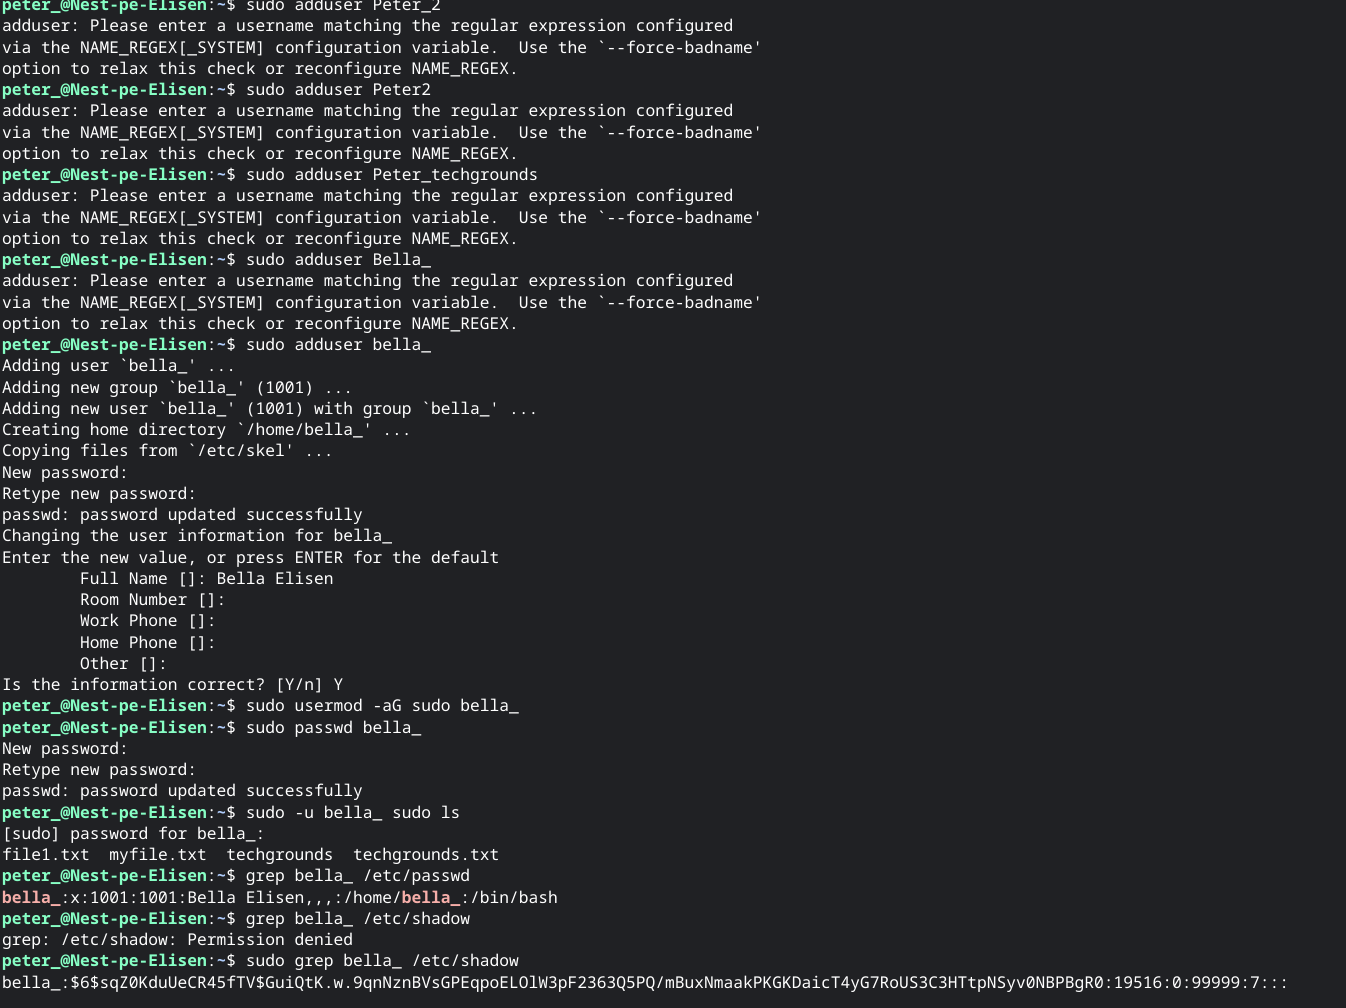 peter_@Nest-pe-Elisen:~$ sudo adduser Peter_2
adduser: Please enter a username matching the regular expression configured
via the NAME_REGEX[_SYSTEM] configuration variable.  Use the `--force-badname'
option to relax this check or reconfigure NAME_REGEX.
peter_@Nest-pe-Elisen:~$ sudo adduser Peter2
adduser: Please enter a username matching the regular expression configured
via the NAME_REGEX[_SYSTEM] configuration variable.  Use the `--force-badname'
option to relax this check or reconfigure NAME_REGEX.
peter_@Nest-pe-Elisen:~$ sudo adduser Peter_techgrounds
adduser: Please enter a username matching the regular expression configured
via the NAME_REGEX[_SYSTEM] configuration variable.  Use the `--force-badname'
option to relax this check or reconfigure NAME_REGEX.
peter_@Nest-pe-Elisen:~$ sudo adduser Bella_
adduser: Please enter a username matching the regular expression configured
via the NAME_REGEX[_SYSTEM] configuration variable.  Use the `--force-badname'
option to relax this check or reconfigure NAME_REGEX.
peter_@Nest-pe-Elisen:~$ sudo adduser bella_
Adding user `bella_' ...
Adding new group `bella_' (1001) ...
Adding new user `bella_' (1001) with group `bella_' ...
Creating home directory `/home/bella_' ...
Copying files from `/etc/skel' ...
New password:
Retype new password:
passwd: password updated successfully
Changing the user information for bella_
Enter the new value, or press ENTER for the default
        Full Name []: Bella Elisen
        Room Number []:
        Work Phone []:
        Home Phone []:
        Other []:
Is the information correct? [Y/n] Y
peter_@Nest-pe-Elisen:~$ sudo usermod -aG sudo bella_
peter_@Nest-pe-Elisen:~$ sudo passwd bella_
New password:
Retype new password:
passwd: password updated successfully
peter_@Nest-pe-Elisen:~$ sudo -u bella_ sudo ls
[sudo] password for bella_:
file1.txt  myfile.txt  techgrounds  techgrounds.txt
peter_@Nest-pe-Elisen:~$ grep bella_ /etc/passwd
bella_:x:1001:1001:Bella Elisen,,,:/home/bella_:/bin/bash
peter_@Nest-pe-Elisen:~$ grep bella_ /etc/shadow
grep: /etc/shadow: Permission denied
peter_@Nest-pe-Elisen:~$ sudo grep bella_ /etc/shadow
bella_:$6$sqZ0KduUeCR45fTV$GuiQtK.w.9qnNznBVsGPEqpoELOlW3pF2363Q5PQ/mBuxNmaakPKGKDaicT4yG7RoUS3C3HTtpNSyv0NBPBgR0:19516:0:99999:7:::